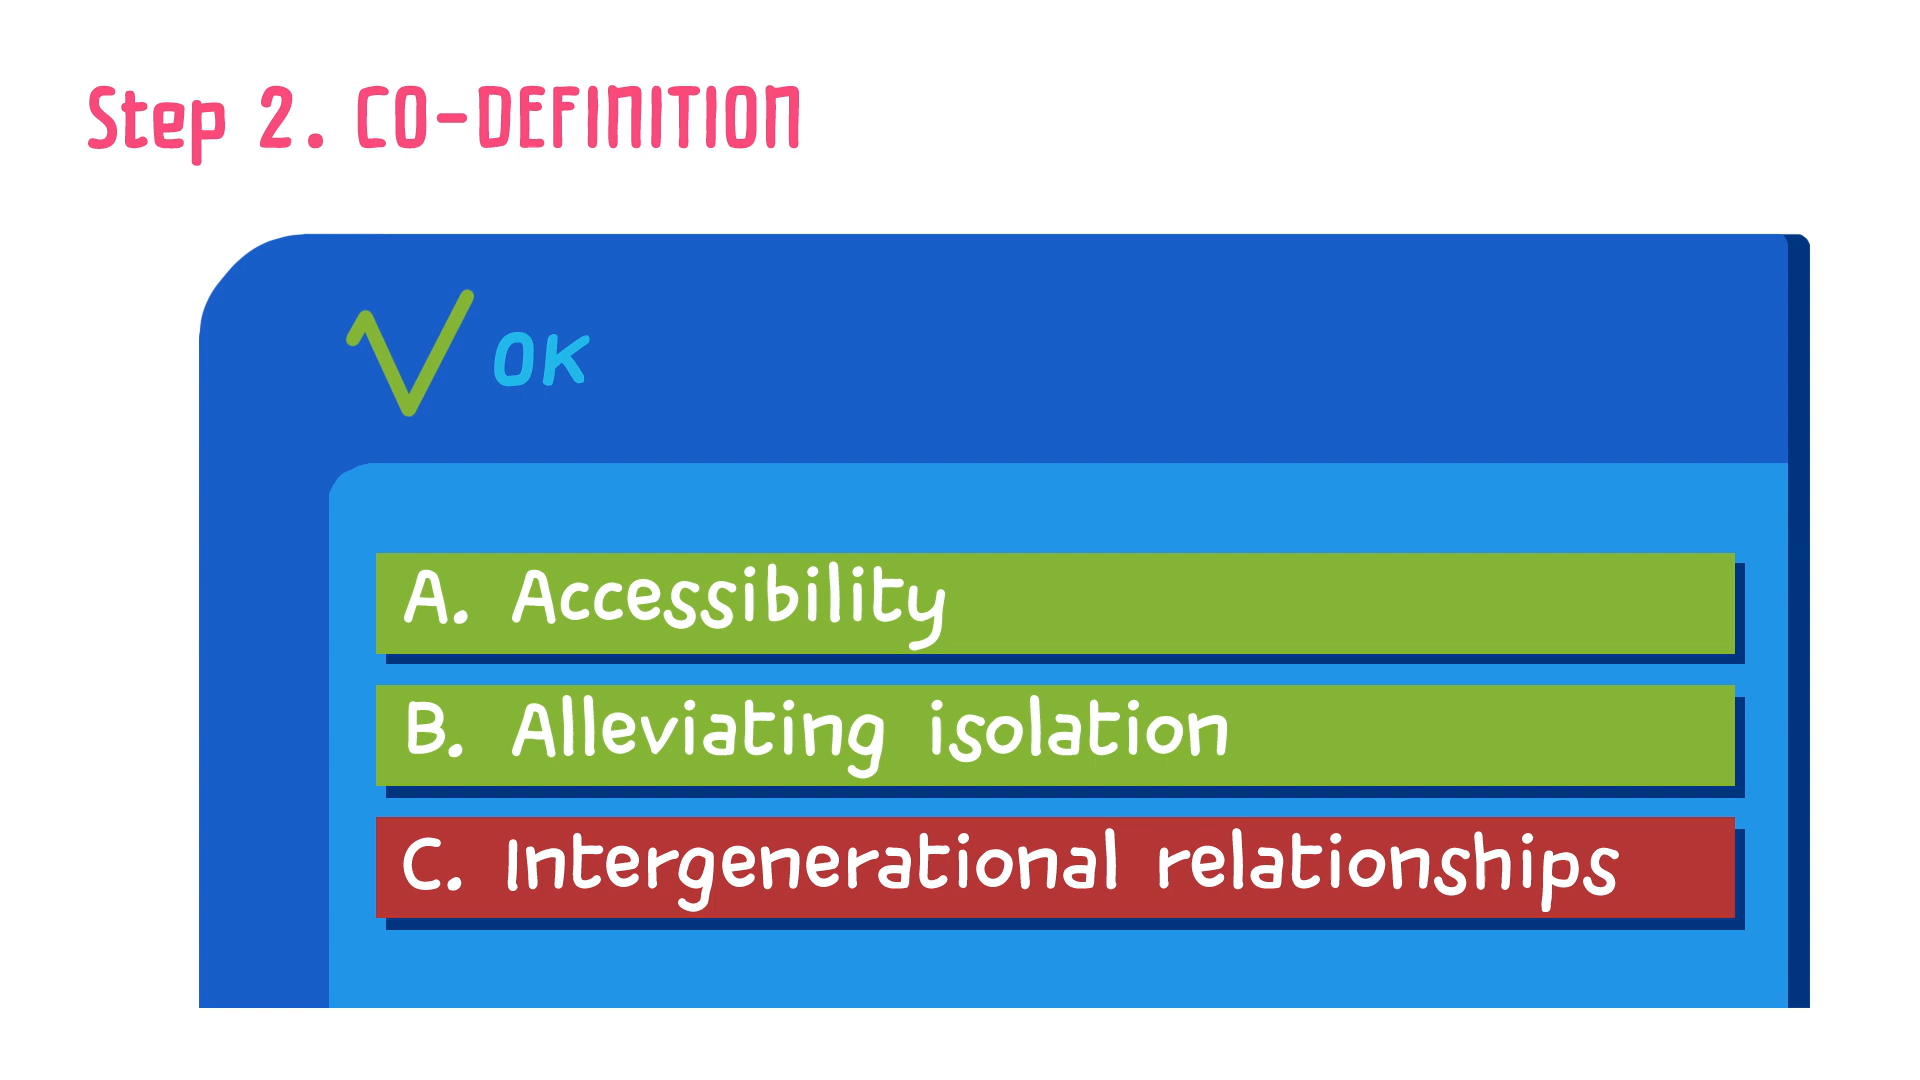 Step 2. CO-DEFINITION
OK
A. Accessibility
B. Alleviating isolation
C. Intergenerational relationships